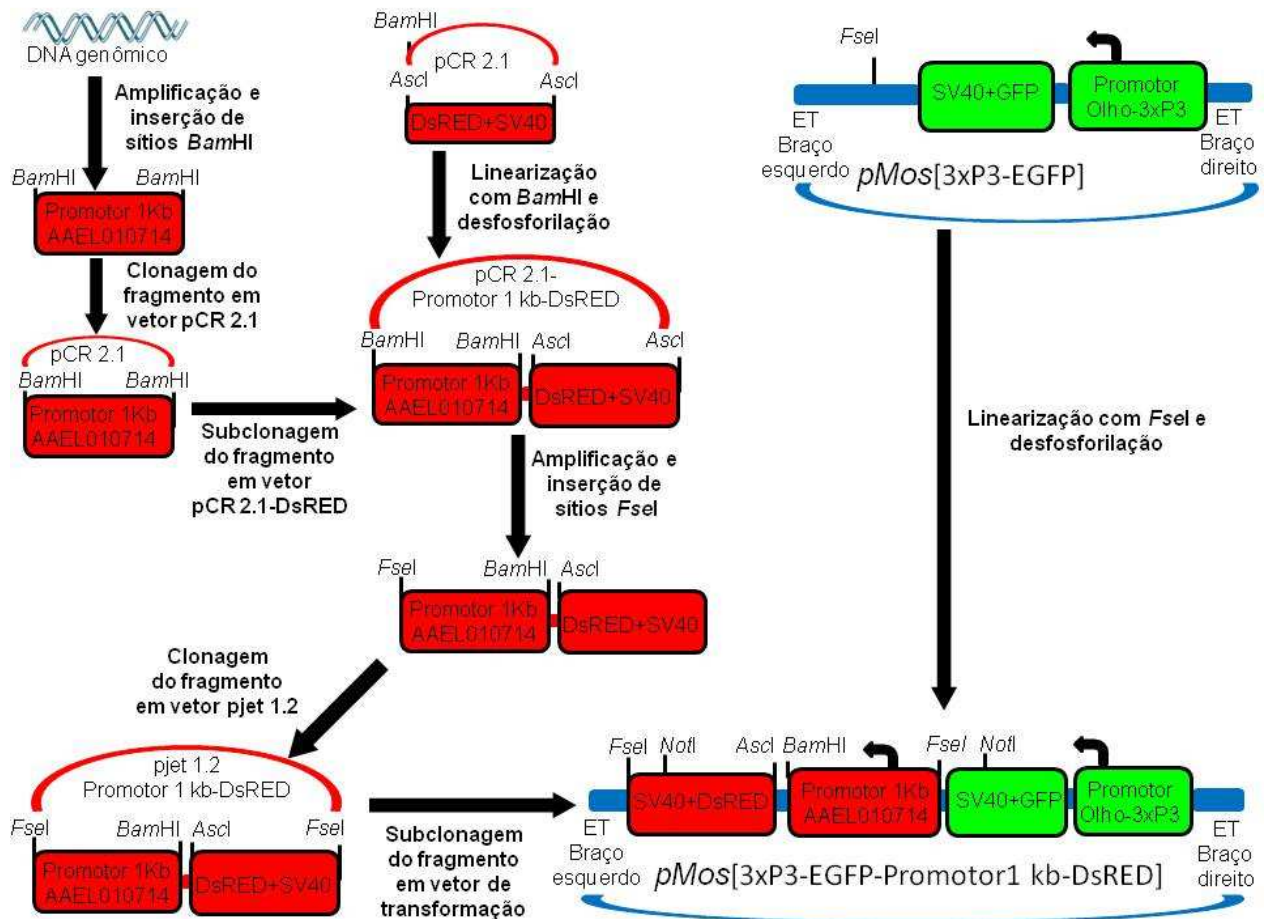 DNA genômico
Amplificação e
inserção de
sítios BamHI
BamHI BamHI
Promotor 1Kb
AAEL010714
Clonagem do
fragmento em
vetor pCR 2.1
pCR 2.1
BamHI BamHI
Promotor 1Kb
AAEL010714
Subclonagem
do fragmento
em vetor
pCR 2.1-DsRED
BamHI
pCR 2.1
AscI AscI
DsRED+SV40
Linearização
com BamHI e
desfosforilação
pCR 2.1-
Promotor 1 kb-DsRED
BamHI BamHI AscI AscI
Promotor 1Kb
AAEL010714
DsRED+SV40
Amplificação e
inserção de
sítios FseI
FseI BamHI AscI
Promotor 1Kb
AAEL010714
DsRED+SV40
Clonagem
do fragmento
em vetor pjet 1.2
pjet 1.2
Promotor 1 kb-DsRED
FseI BamHI AscI FseI
Promotor 1Kb
AAEL010714
DsRED+SV40
Subclonagem
do fragmento
em vetor de
transformação
FseI
SV40+GFP
Promotor
Olho-3xP3
ET
Braço
esquerdo
ET
Braço
direito
pMos[3xP3-EGFP]
Linearização com FseI e
desfosforilação
FseI NotI AscI BamHI FseI NotI
SV40+DsRED
Promotor 1Kb
AAEL010714
SV40+GFP
Promotor
Olho-3xP3
ET
Braço
esquerdo
ET
Braço
direito
pMos[3xP3-EGFP-Promotor1 kb-DsRED]